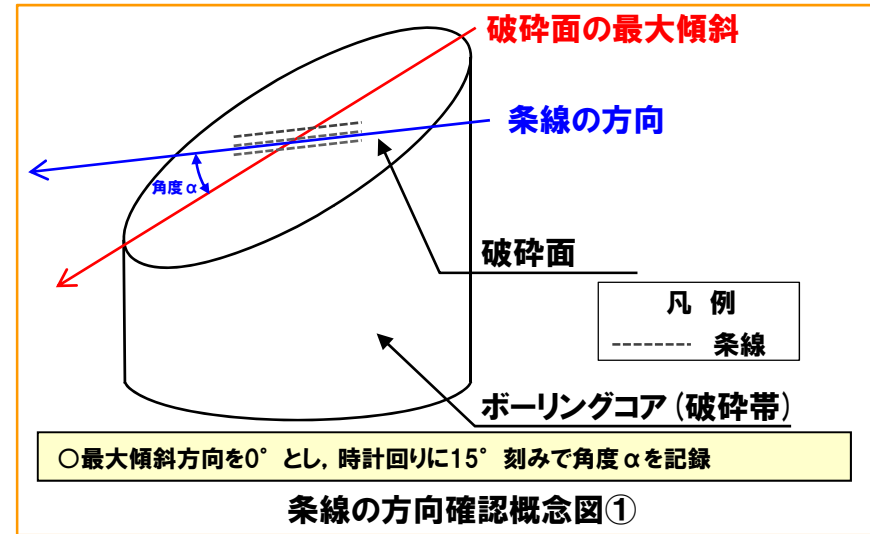 破砕面の最大傾斜
条線の方向
角度α
破砕面
凡 例
条線
ボーリングコア(破砕帯)
○最大傾斜方向を0°とし,時計回りに15°刻みで角度αを記録
条線の方向確認概念図①